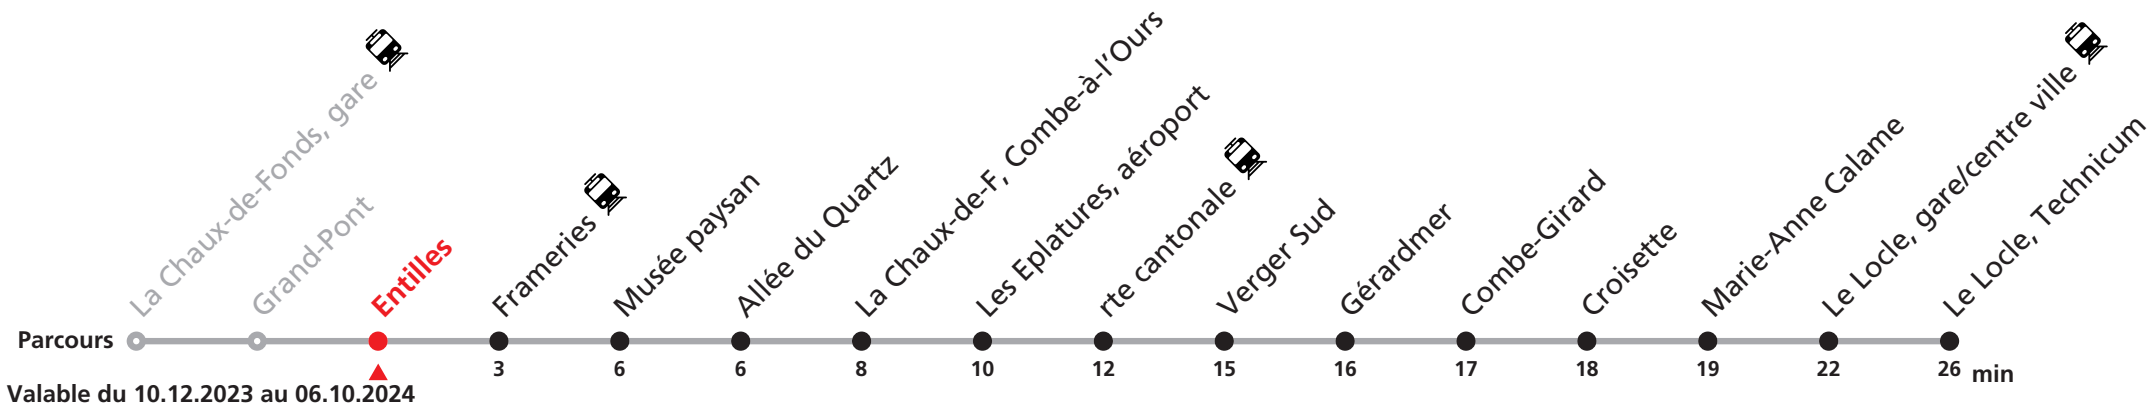 La Chaux-de-Fonds, gare
Grand-Pont
Entilles
Frameries
Musée paysan
Allée du Quartz
La Chaux-de-F, Combe-à-l'Ours
Les Eplatures, aéroport
rte cantonale
Verger Sud
Gérardmer
Combe-Girard
Croisette
Marie-Anne Calame
Le Locle, gare/centre ville
Le Locle, Technicum
Parcours
3 6 6 8 10 12 15 16 17 18 19 22 26 min
Valable du 10.12.2023 au 06.10.2024